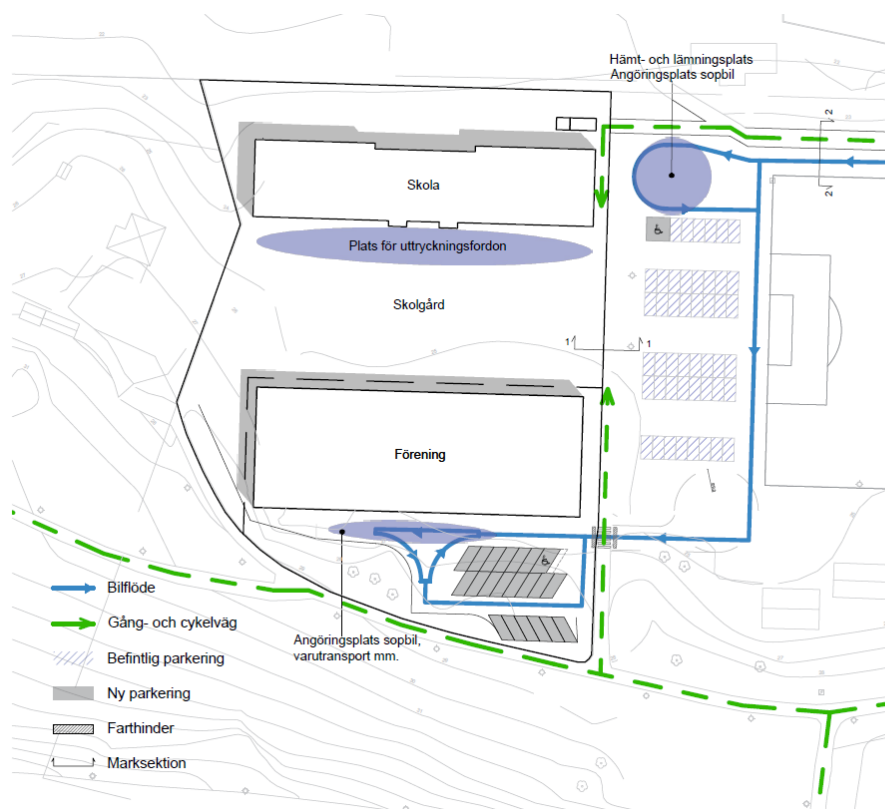 Hämt- och lämningsplats
Angöringsplats sopbil
2
2
Skola
Plats för uttryckningsfordon
Skolgård
1
1
Förening
Angöringsplats sopbil,
varutransport mm.
Bilflöde
Gång- och cykelväg
Befintlig parkering
Ny parkering
Farthinder
Marksektion